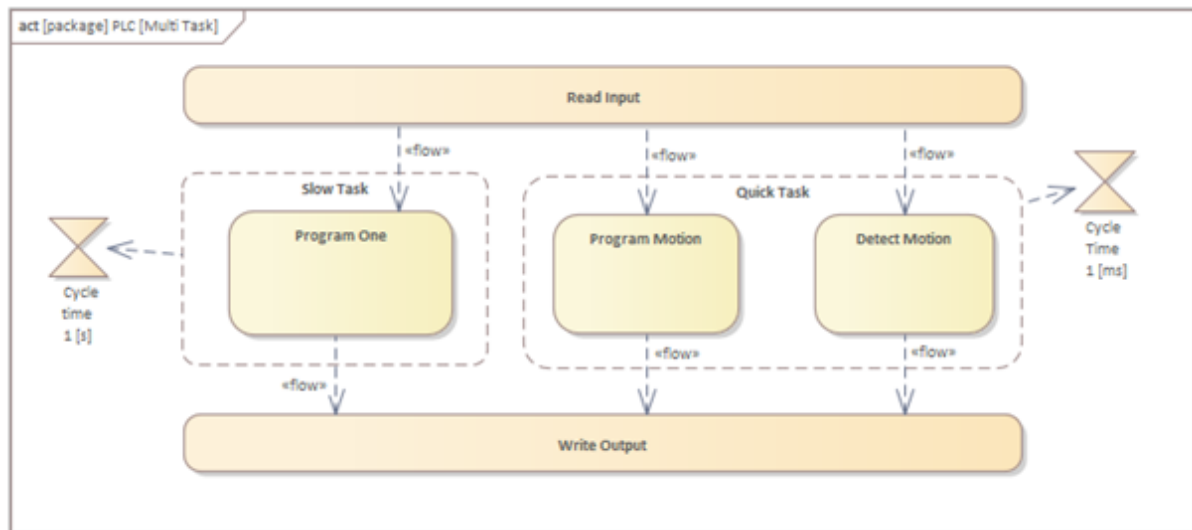 act [package] PLC [Multi Task]
Read Input
«flow»
«flow»
«flow»
Slow Task
Quick Task
Program One
Program Motion
Detect Motion
Cycle
time
1 [s]
Cycle
Time
1 [ms]
«flow»
«flow»
«flow»
Write Output